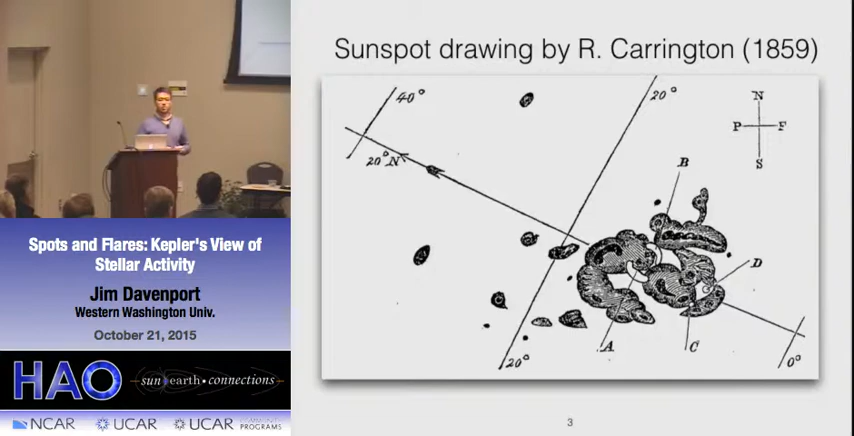 Sunspot drawing by R. Carrington (1859)
40°
20°
N
P
F
S
20°N
B
D
A
C
20°
0°
3
Spots and Flares: Kepler's View of
Stellar Activity
Jim Davenport
Western Washington Univ.
October 21, 2015
HAO
sun earth • connections
NCAR
UCAR
UCAR
PROGRAMS